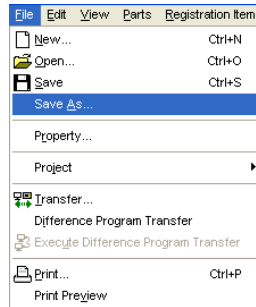 File Edit View Parts Registration Item
New... Ctrl+N
Open... Ctrl+O
Save Ctrl+S
Save As...
Property...
Project
Transfer...
Difference Program Transfer
Execute Difference Program Transfer
Print... Ctrl+P
Print Preview